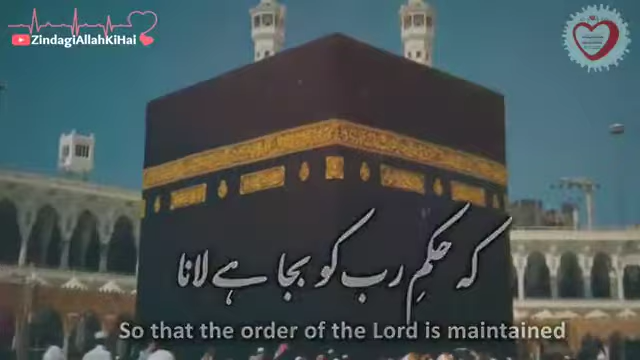 ZindagiAllahKiHai
کہ حکمِ رب کو بجا ہے لانا
So that the order of the Lord is maintained